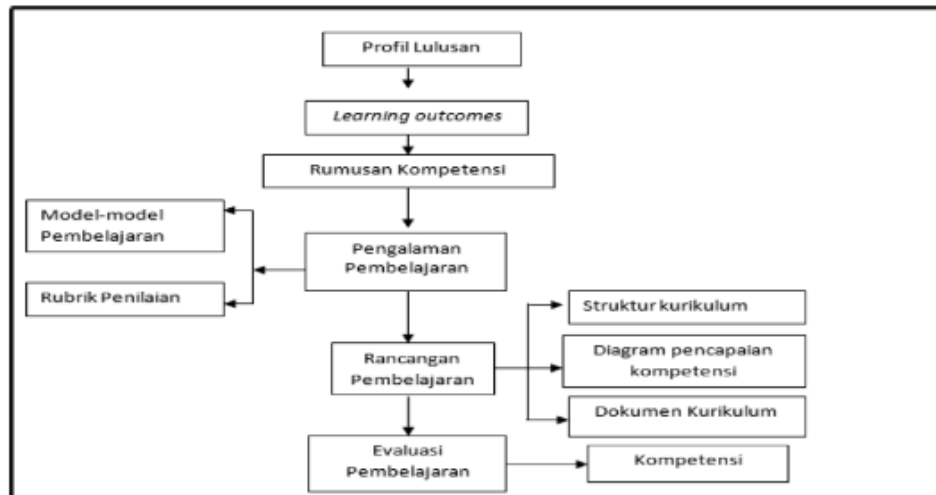 Profil Lulusan
Learning outcomes
Rumusan Kompetensi
Model-model
Pembelajaran
Pengalaman
Pembelajaran
Rubrik Penilaian
Struktur kurikulum
Rancangan
Pembelajaran
Diagram pencapaian
kompetensi
Dokumen Kurikulum
Evaluasi
Pembelajaran
Kompetensi